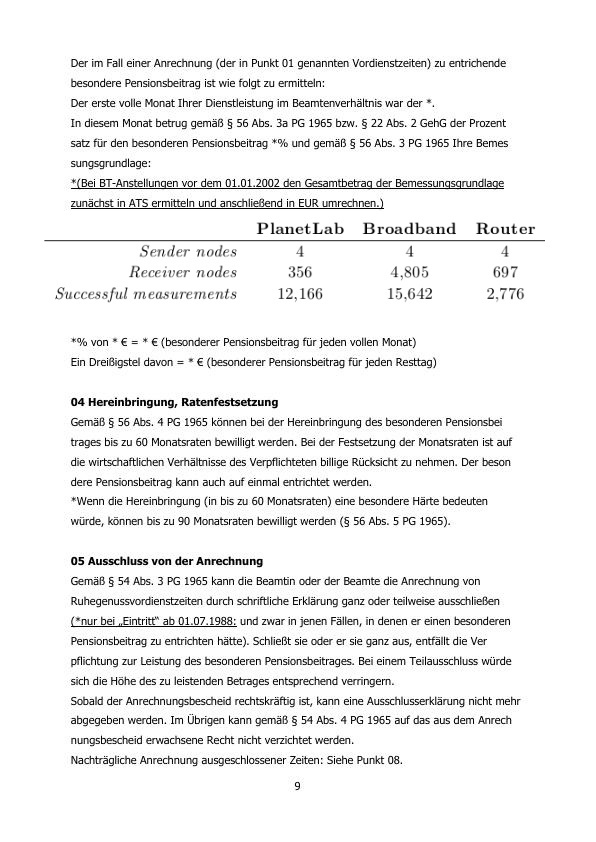 Der im Fall einer Anrechnung (der in Punkt 01 genannten Vordienstzeiten) zu entrichende
besondere Pensionsbeitrag ist wie folgt zu ermitteln:
Der erste volle Monat Ihrer Dienstleistung im Beamtenverhältnis war der *.
In diesem Monat betrug gemäß § 56 Abs. 3a PG 1965 bzw. § 22 Abs. 2 GehG der Prozent
satz für den besonderen Pensionsbeitrag *% und gemäß § 56 Abs. 3 PG 1965 Ihre Bemes
sungsgrundlage:
*(Bei BT-Anstellungen vor dem 01.01.2002 den Gesamtbetrag der Bemessungsgrundlage
zunächst in ATS ermitteln und anschließend in EUR umrechnen.)
PlanetLab Broadband Router
Sender nodes 4 4 4
Receiver nodes 356 4,805 697
Successful measurements 12,166 15,642 2,776
*% von * € = * € (besonderer Pensionsbeitrag für jeden vollen Monat)
Ein Dreißigstel davon = * € (besonderer Pensionsbeitrag für jeden Resttag)
04 Hereinbringung, Ratenfestsetzung
Gemäß § 56 Abs. 4 PG 1965 können bei der Hereinbringung des besonderen Pensionsbei
trages bis zu 60 Monatsraten bewilligt werden. Bei der Festsetzung der Monatsraten ist auf
die wirtschaftlichen Verhältnisse des Verpflichteten billige Rücksicht zu nehmen. Der beson
dere Pensionsbeitrag kann auch auf einmal entrichtet werden.
*Wenn die Hereinbringung (in bis zu 60 Monatsraten) eine besondere Härte bedeuten
würde, können bis zu 90 Monatsraten bewilligt werden (§ 56 Abs. 5 PG 1965).
05 Ausschluss von der Anrechnung
Gemäß § 54 Abs. 3 PG 1965 kann die Beamtin oder der Beamte die Anrechnung von
Ruhegenussvordienstzeiten durch schriftliche Erklärung ganz oder teilweise ausschließen
(*nur bei „Eintritt“ ab 01.07.1988: und zwar in jenen Fällen, in denen er einen besonderen
Pensionsbeitrag zu entrichten hätte). Schließt sie oder er sie ganz aus, entfällt die Ver
pflichtung zur Leistung des besonderen Pensionsbeitrages. Bei einem Teilausschluss würde
sich die Höhe des zu leistenden Betrages entsprechend verringern.
Sobald der Anrechnungsbescheid rechtskräftig ist, kann eine Ausschlusserklärung nicht mehr
abgegeben werden. Im Übrigen kann gemäß § 54 Abs. 4 PG 1965 auf das aus dem Anrech
nungsbescheid erwachsene Recht nicht verzichtet werden.
Nachträgliche Anrechnung ausgeschlossener Zeiten: Siehe Punkt 08.
9